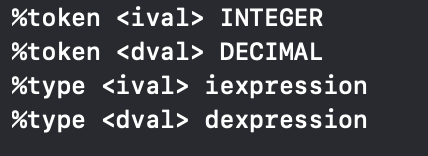 %token <ival> INTEGER
%token <dval> DECIMAL
%type <ival> iexpression
%type <dval> dexpression